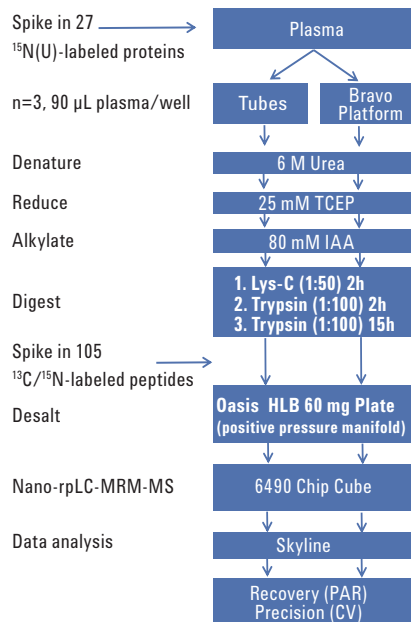 Spike in 27
¹⁵N(U)-labeled proteins
Plasma
n=3, 90 µL plasma/well
Tubes
Bravo
Platform
Denature
6 M Urea
Reduce
25 mM TCEP
Alkylate
80 mM IAA
Digest
1. Lys-C (1:50) 2h
2. Trypsin (1:100) 2h
3. Trypsin (1:100) 15h
Spike in 105
¹³C/¹⁵N-labeled peptides
Desalt
Oasis HLB 60 mg Plate
(positive pressure manifold)
Nano-rpLC-MRM-MS
6490 Chip Cube
Data analysis
Skyline
Recovery (PAR)
Precision (CV)